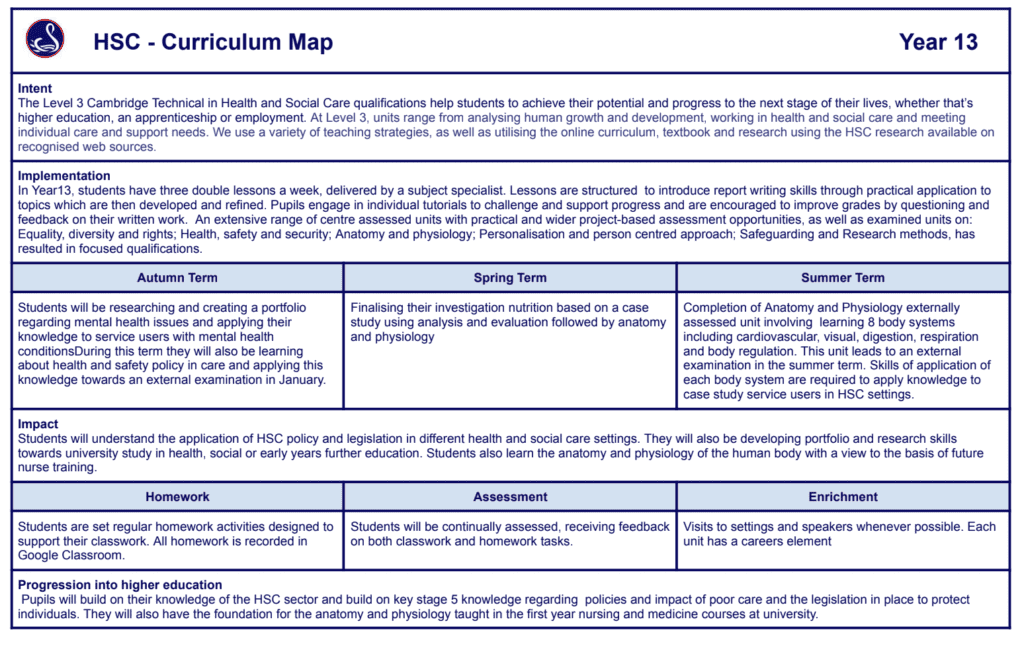 HSC - Curriculum Map
Year 13
Intent
The Level 3 Cambridge Technical in Health and Social Care qualifications help students to achieve their potential and progress to the next stage of their lives, whether that's
higher education, an apprenticeship or employment. At Level 3, units range from analysing human growth and development, working in health and social care and meeting
individual care and support needs. We use a variety of teaching strategies, as well as utilising the online curriculum, textbook and research using the HSC research available on
recognised web sources.
Implementation
In Year13, students have three double lessons a week, delivered by a subject specialist. Lessons are structured  to introduce report writing skills through practical application to
topics which are then developed and refined. Pupils engage in individual tutorials to challenge and support progress and are encouraged to improve grades by questioning and
feedback on their written work.  An extensive range of centre assessed units with practical and wider project-based assessment opportunities, as well as examined units on:
Equality, diversity and rights; Health, safety and security; Anatomy and physiology; Personalisation and person centred approach; Safeguarding and Research methods, has
resulted in focused qualifications.
Autumn Term
Spring Term
Summer Term
Students will be researching and creating a portfolio
regarding mental health issues and applying their
knowledge to service users with mental health
conditionsDuring this term they will also be learning
about health and safety policy in care and applying this
knowledge towards an external examination in January.
Finalising their investigation nutrition based on a case
study using analysis and evaluation followed by anatomy
and physiology
Completion of Anatomy and Physiology externally
assessed unit involving  learning 8 body systems
including cardiovascular, visual, digestion, respiration
and body regulation. This unit leads to an external
examination in the summer term. Skills of application of
each body system are required to apply knowledge to
case study service users in HSC settings.
Impact
Students will understand the application of HSC policy and legislation in different health and social care settings. They will also be developing portfolio and research skills
towards university study in health, social or early years further education. Students also learn the anatomy and physiology of the human body with a view to the basis of future
nurse training.
Homework
Assessment
Enrichment
Students are set regular homework activities designed to
support their classwork. All homework is recorded in
Google Classroom.
Students will be continually assessed, receiving feedback
on both classwork and homework tasks.
Visits to settings and speakers whenever possible. Each
unit has a careers element
Progression into higher education
Pupils will build on their knowledge of the HSC sector and build on key stage 5 knowledge regarding  policies and impact of poor care and the legislation in place to protect
individuals. They will also have the foundation for the anatomy and physiology taught in the first year nursing and medicine courses at university.